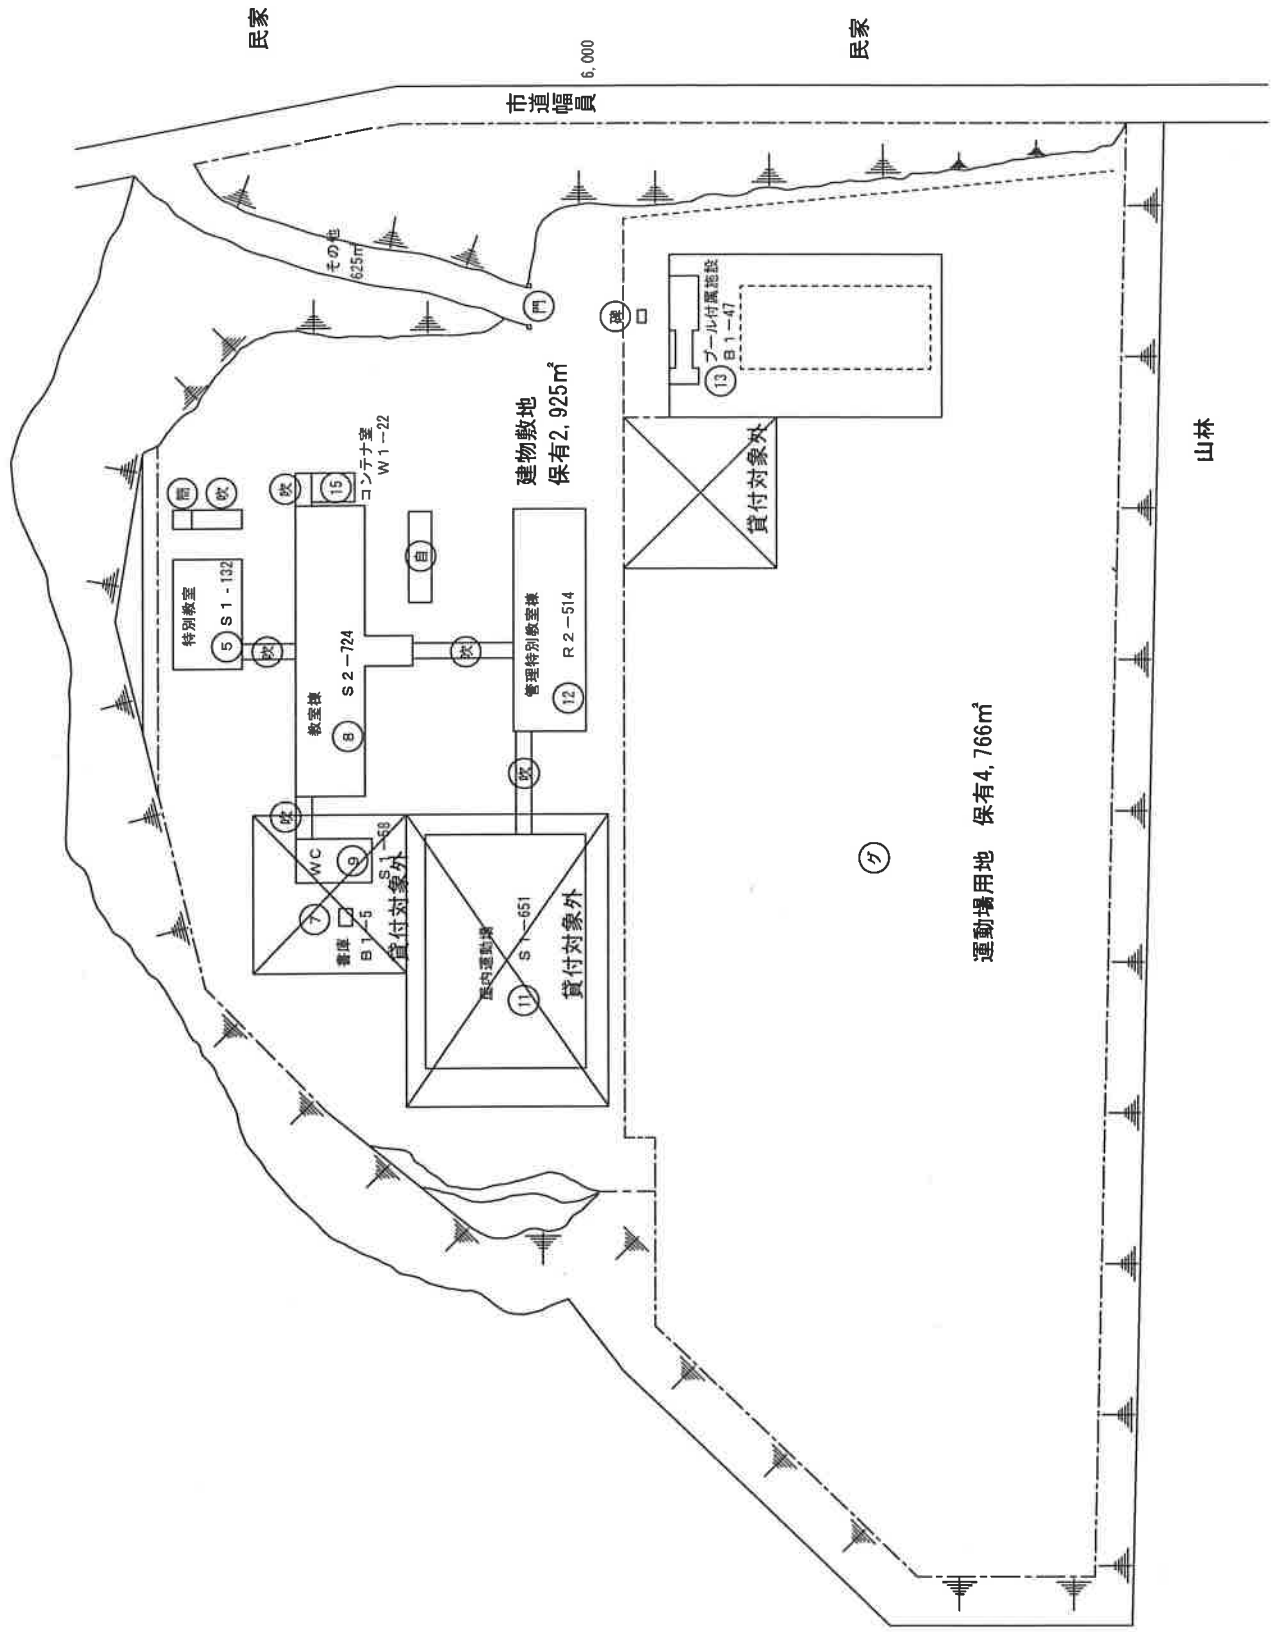 民家
民家
市道幅員
6,000
その他
625㎡
門
碑
プール付属施設
B1-47
13
貸付対象外
建物敷地
保有2,925㎡
コンテナ室
W1-22
15
吹
吹
自
特別教室
S1-132
5
吹
教室棟
S2-724
8
吹
管理特別教室棟
R2-514
12
吹
吹
WC
9
S1-68
7
書庫
B1-5
貸付対象外
屋内運動場
S1-651
11
貸付対象外
グ
運動場用地 保有4,766㎡
山林